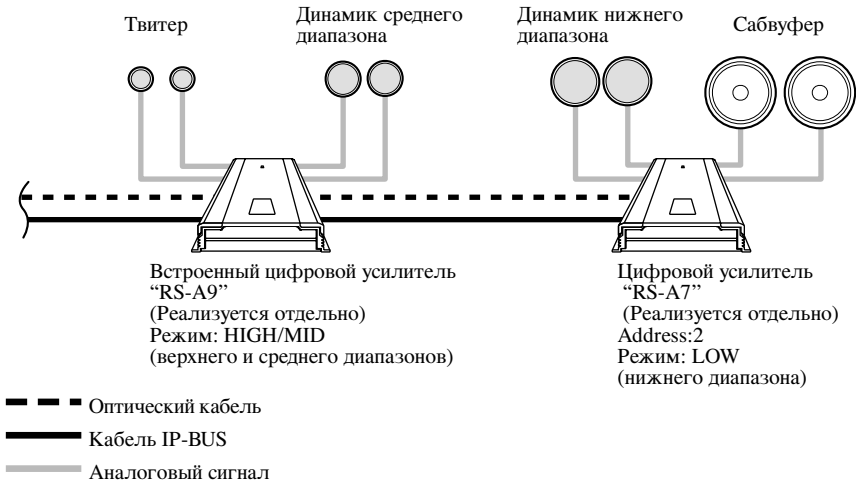 Твитер
Динамик среднего
диапазона
Динамик нижнего
диапазона
Сабвуфер
Встроенный цифровой усилитель
“RS-A9”
(Реализуется отдельно)
Режим: HIGH/MID
(верхнего и среднего диапазонов)
Цифровой усилитель
“RS-A7”
(Реализуется отдельно)
Address:2
Режим: LOW
(нижнего диапазона)
Оптический кабель
Кабель IP-BUS
Аналоговый сигнал